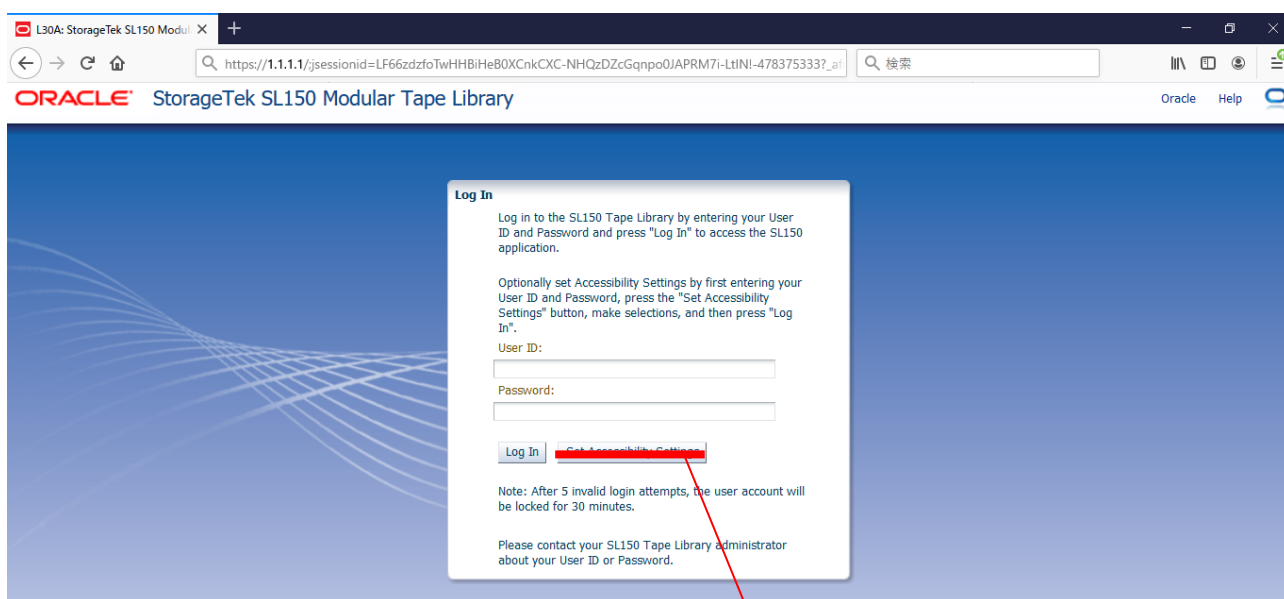 L30A: StorageTek SL150 Modul
https://1.1.1.1/;jsessionid=LF66zdzfoTwHHBiHeB0XCnkCXC-NHQzDZcGqnpo0JAPRM7i-LtIN!-478375333?_af
検索
ORACLE StorageTek SL150 Modular Tape Library
Oracle Help
Log In
Log in to the SL150 Tape Library by entering your User
ID and Password and press "Log In" to access the SL150
application.
Optionally set Accessibility Settings by first entering your
User ID and Password, press the "Set Accessibility
Settings" button, make selections, and then press "Log
In".
User ID:
Password:
Log In Set Accessibility Settings
Note: After 5 invalid login attempts, the user account will
be locked for 30 minutes.
Please contact your SL150 Tape Library administrator
about your User ID or Password.